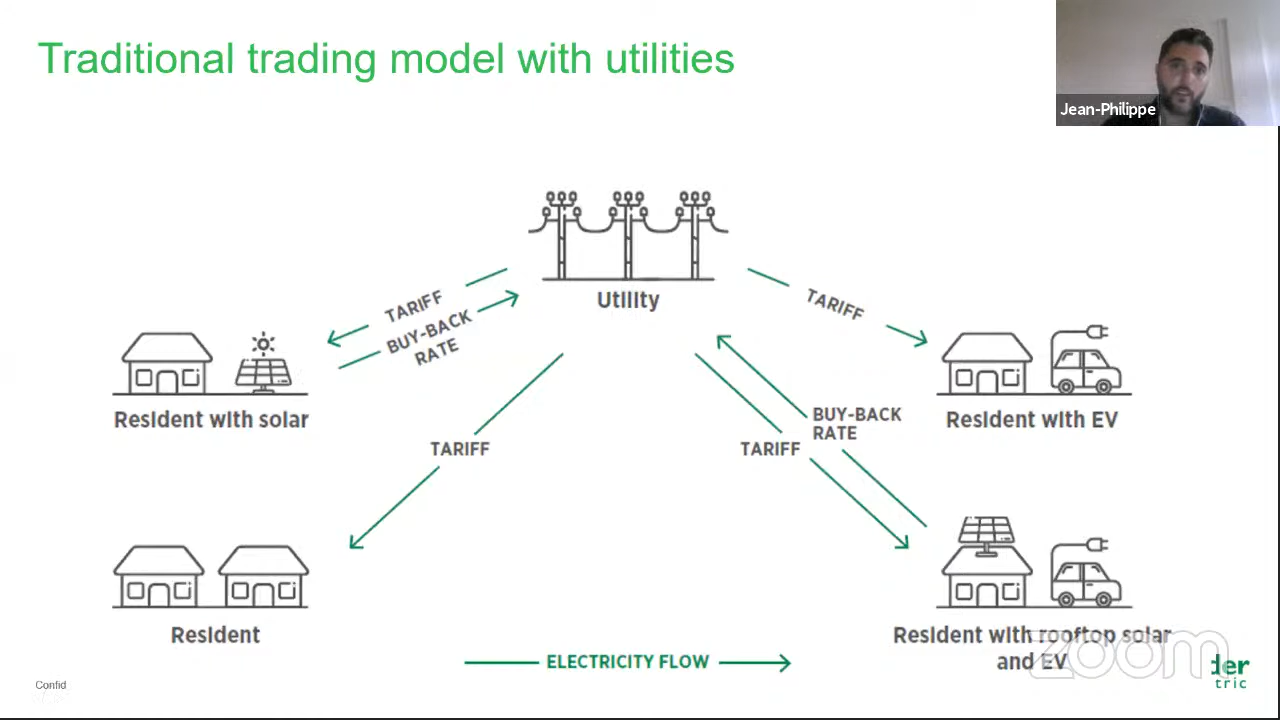 Traditional trading model with utilities
Jean-Philippe
Utility
TARIFF
BUY-BACK
RATE
TARIFF
Resident with solar
Resident with EV
TARIFF
TARIFF
BUY-BACK
RATE
Resident
Resident with rooftop solar
and EV
ELECTRICITY FLOW
zoom
der
tric
Confid